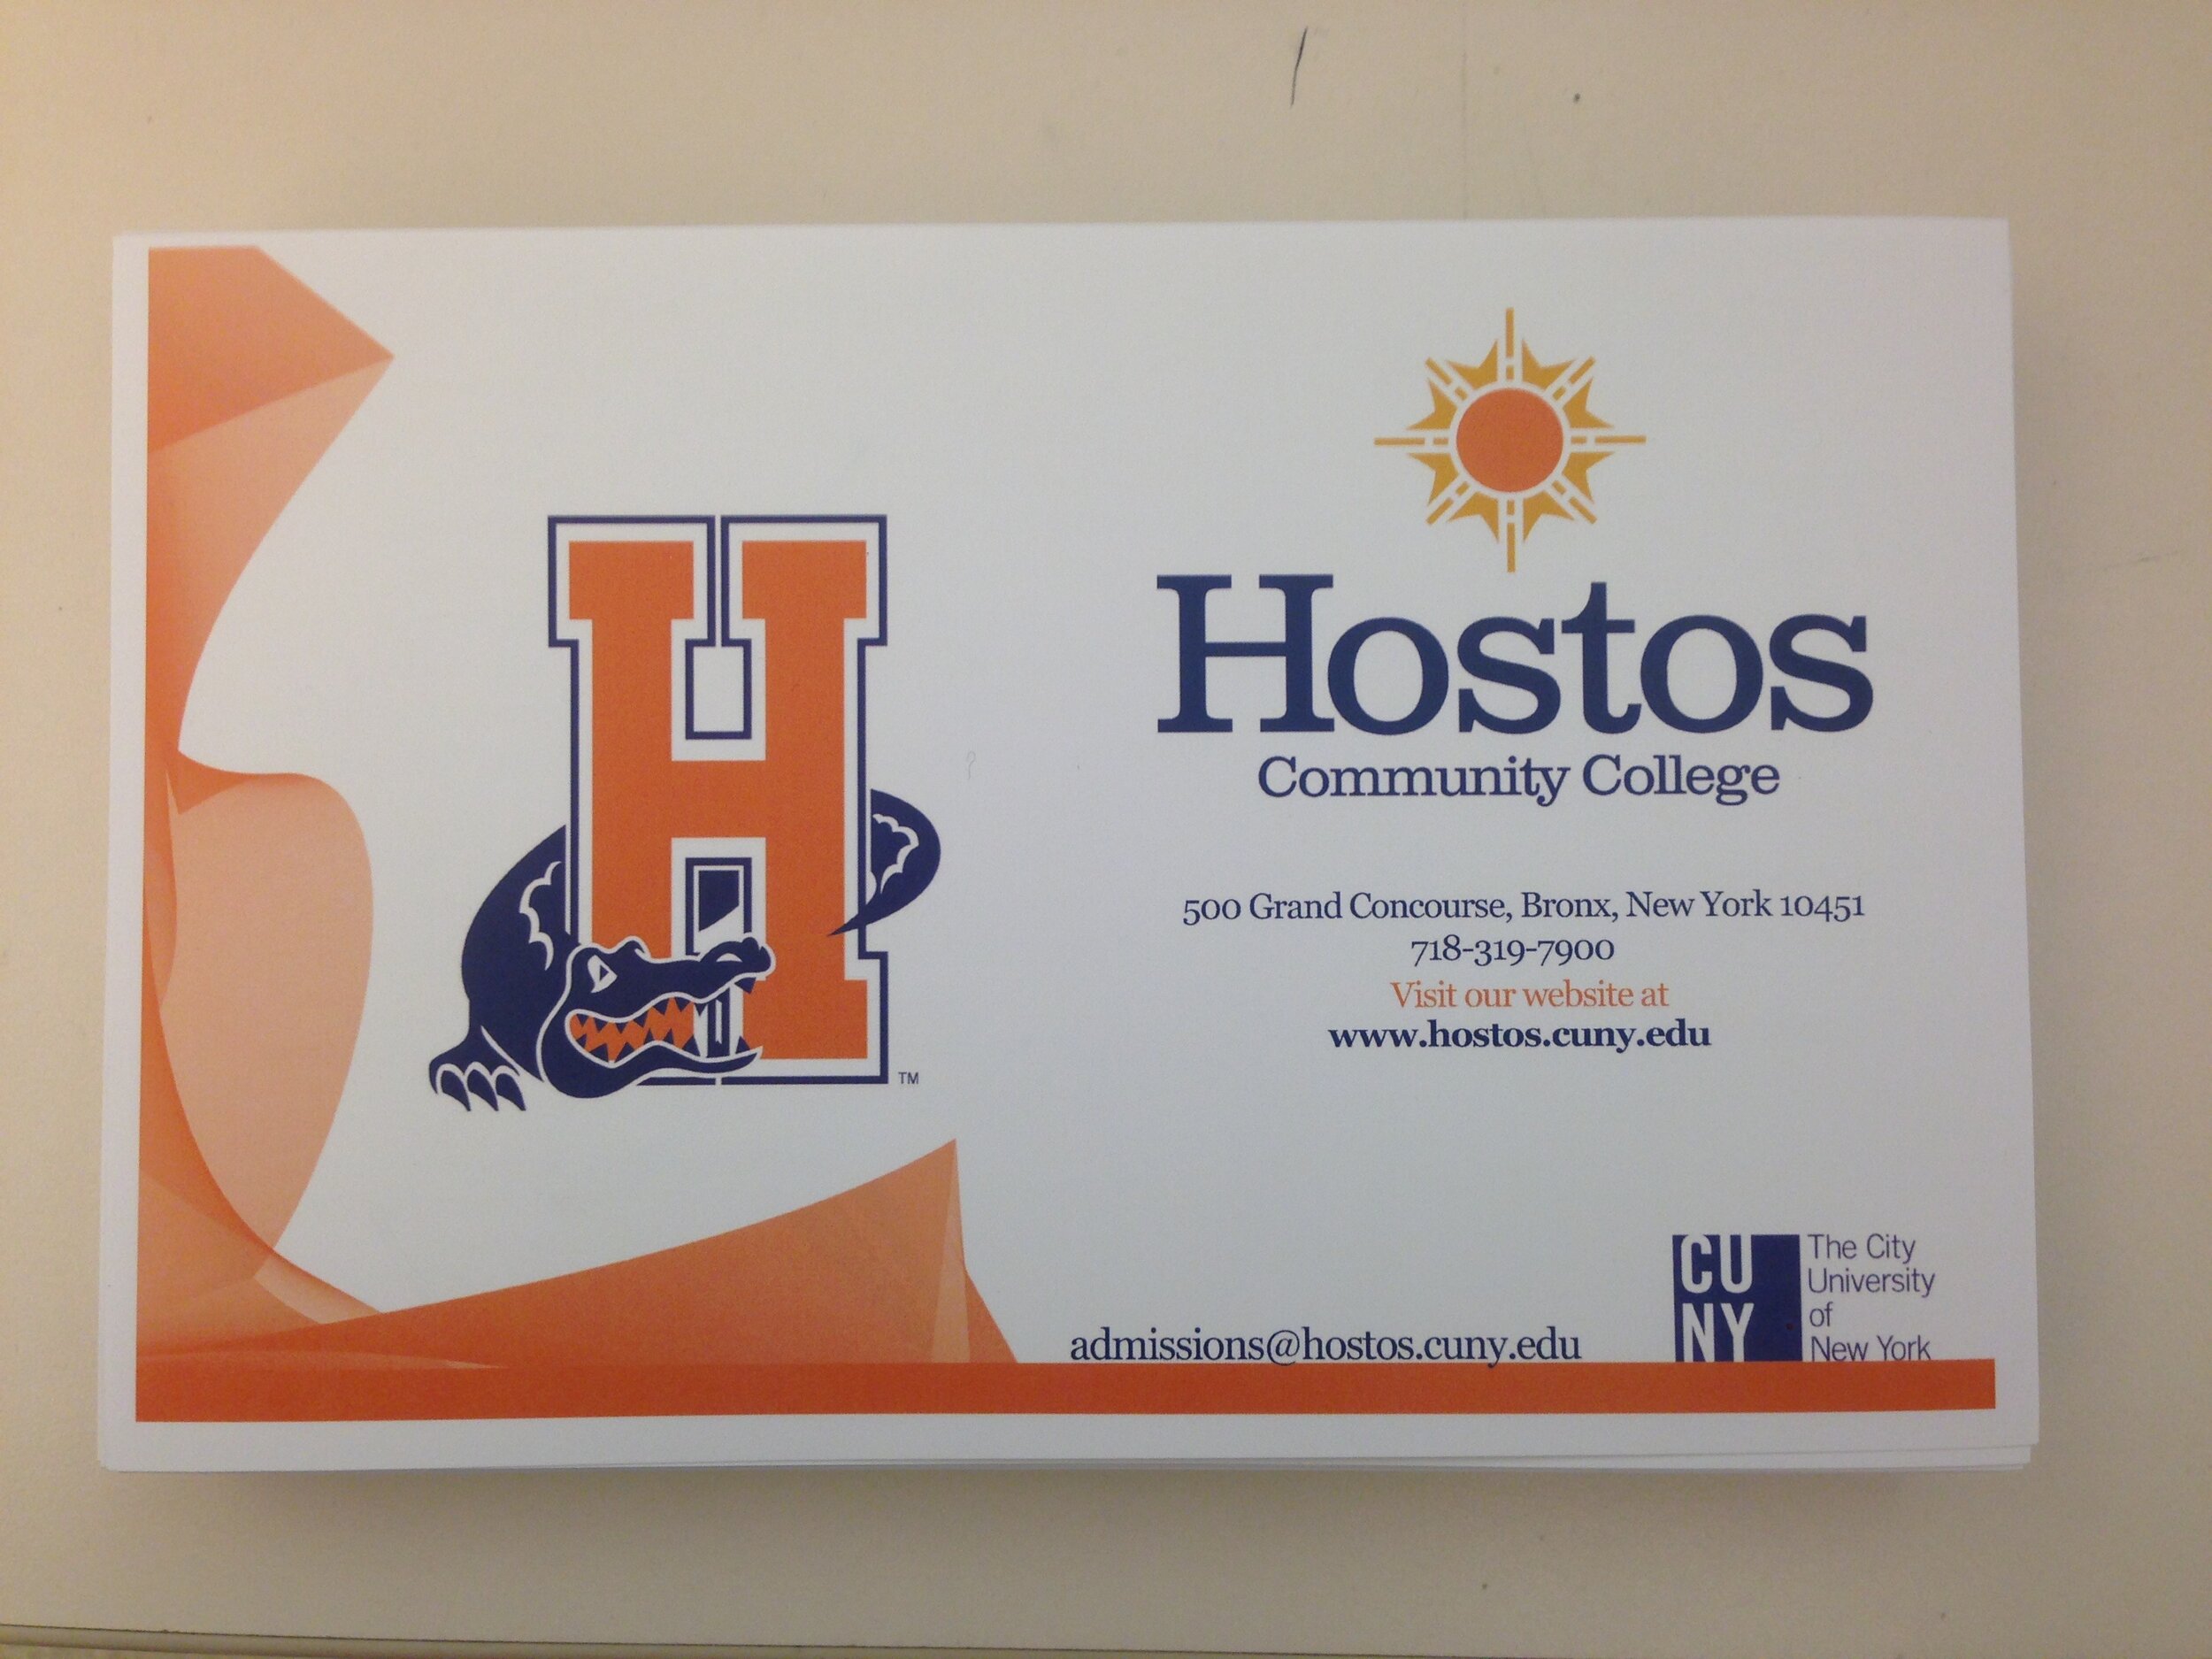 H
TM
Hostos
Community College
500 Grand Concourse, Bronx, New York 10451
718-319-7900
Visit our website at
www.hostos.cuny.edu
admissions@hostos.cuny.edu
CU
NY
The City
University
of
New York